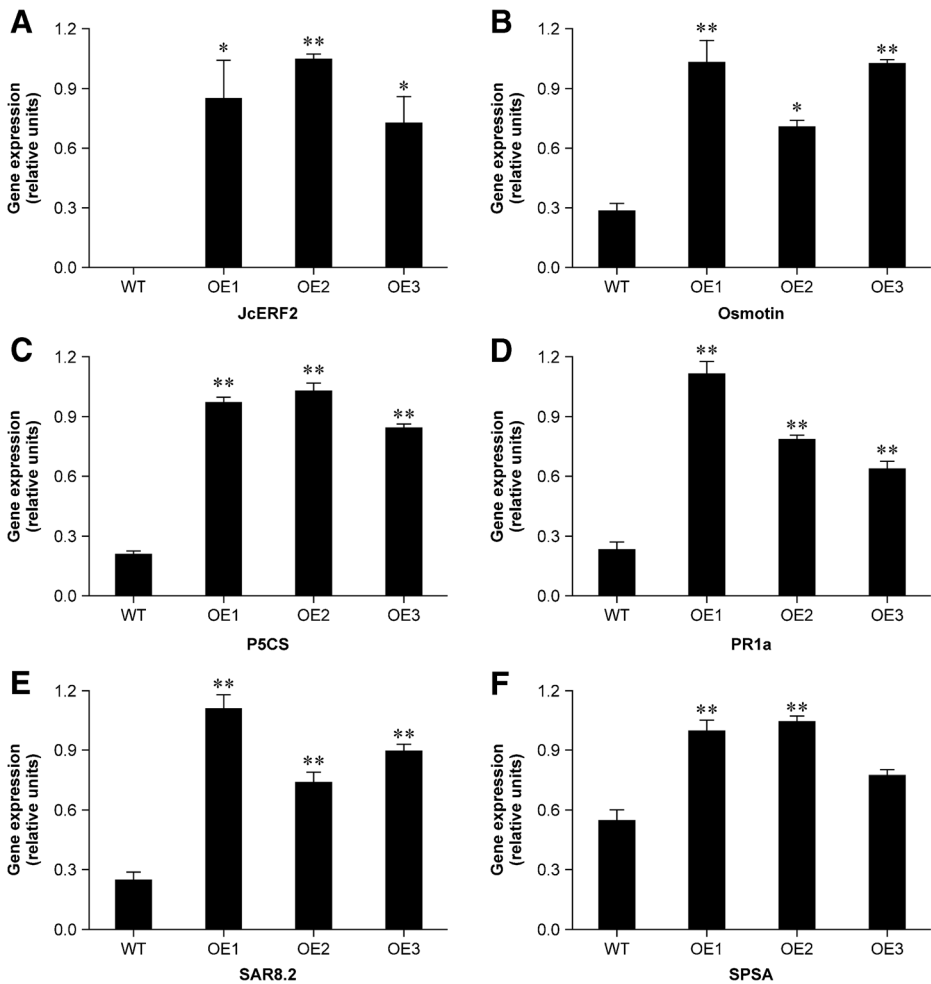 A
Gene expression
(relative units)
1.2
0.9
0.6
0.3
0.0
*
**
*
WT OE1 OE2 OE3
JcERF2
B
Gene expression
(relative units)
1.2
0.9
0.6
0.3
0.0
**
*
**
WT OE1 OE2 OE3
Osmotin
C
Gene expression
(relative units)
1.2
0.9
0.6
0.3
0.0
**
**
**
WT OE1 OE2 OE3
P5CS
D
Gene expression
(relative units)
1.2
0.9
0.6
0.3
0.0
**
**
**
WT OE1 OE2 OE3
PR1a
E
Gene expression
(relative units)
1.2
0.9
0.6
0.3
0.0
**
**
**
WT OE1 OE2 OE3
SAR8.2
F
Gene expression
(relative units)
1.2
0.9
0.6
0.3
0.0
**
**
WT OE1 OE2 OE3
SPSA